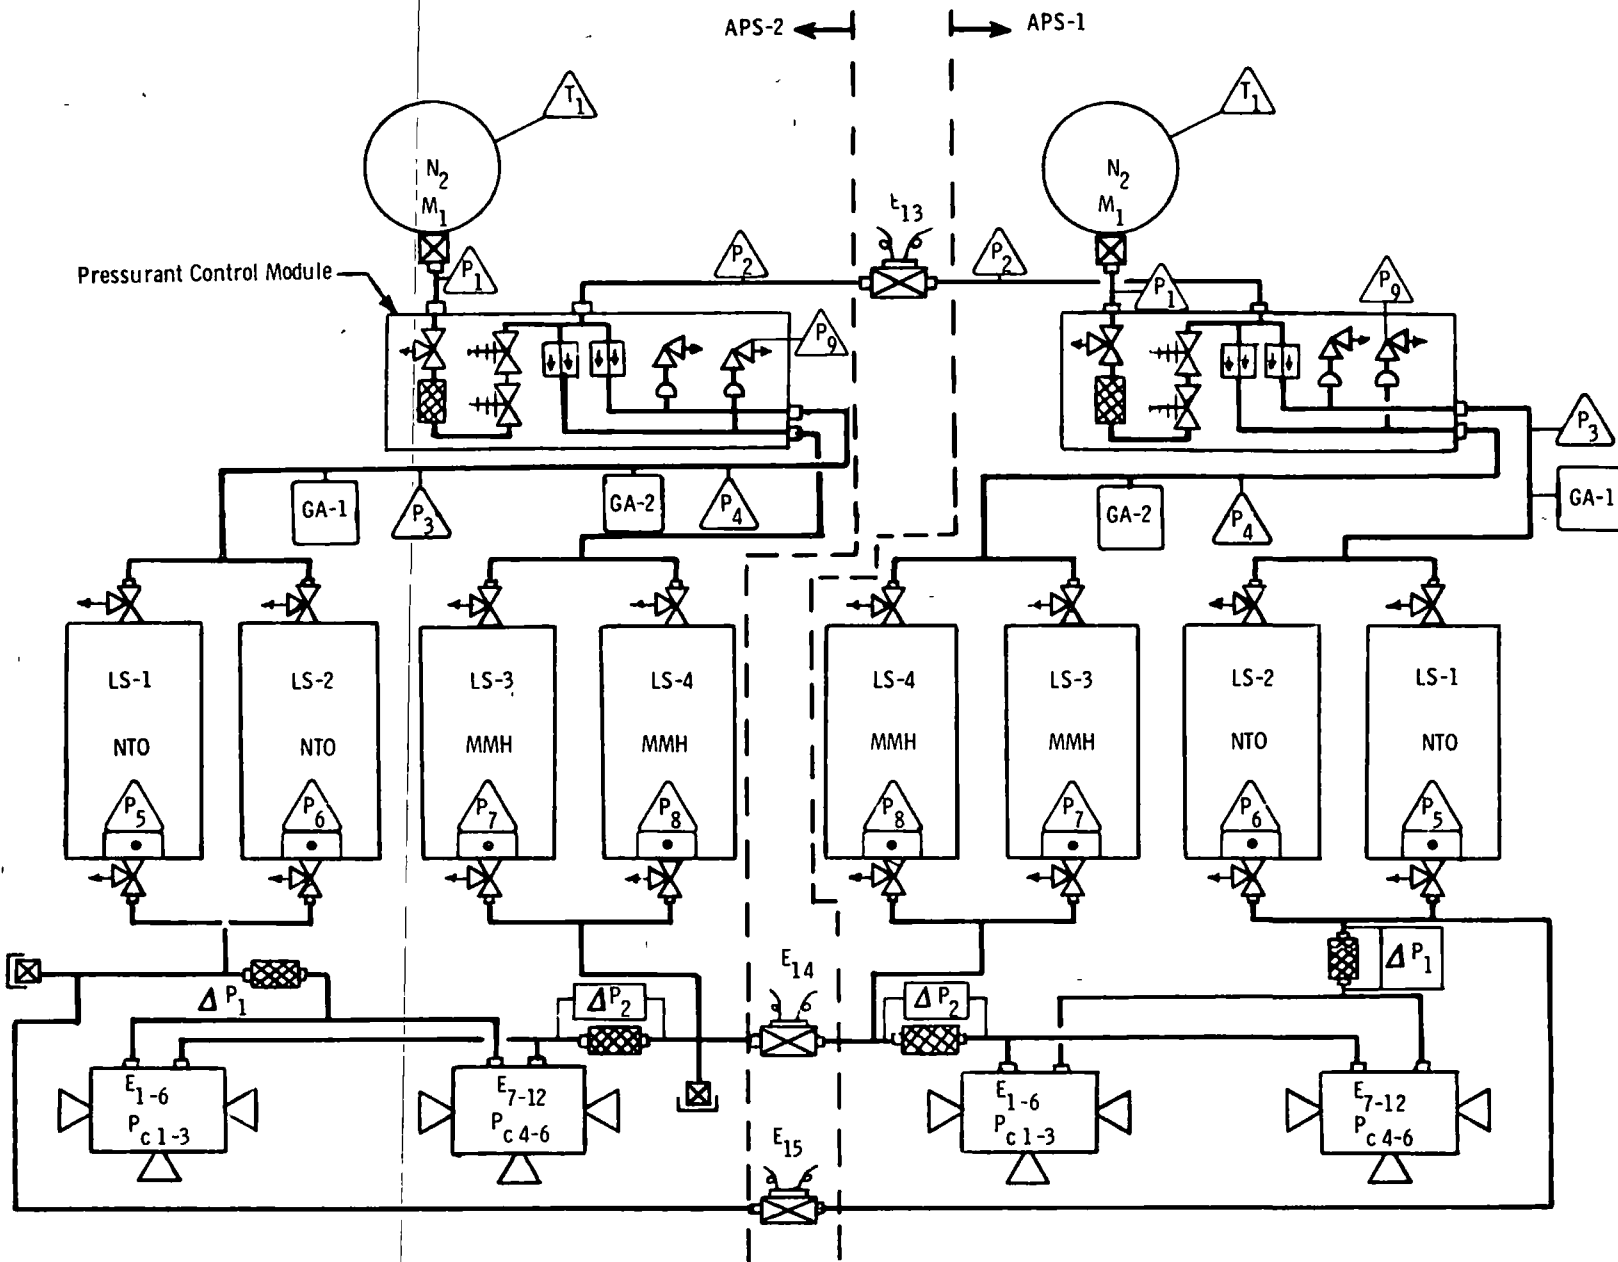 APS-2
APS-1
T1
T1
N2
M1
N2
M1
E13
Pressurant Control Module
P1
P2
P2
P1
P9
P9
P3
GA-1
P3
GA-2
P4
GA-2
P4
GA-1
LS-1
NTO
P5
LS-2
NTO
P6
LS-3
MMH
P7
LS-4
MMH
P8
LS-4
MMH
P8
LS-3
MMH
P7
LS-2
NTO
P6
LS-1
NTO
P5
ΔP1
ΔP2
E14
ΔP2
ΔP1
E1-6
Pc 1-3
E7-12
Pc 4-6
E1-6
Pc 1-3
E7-12
Pc 4-6
E15